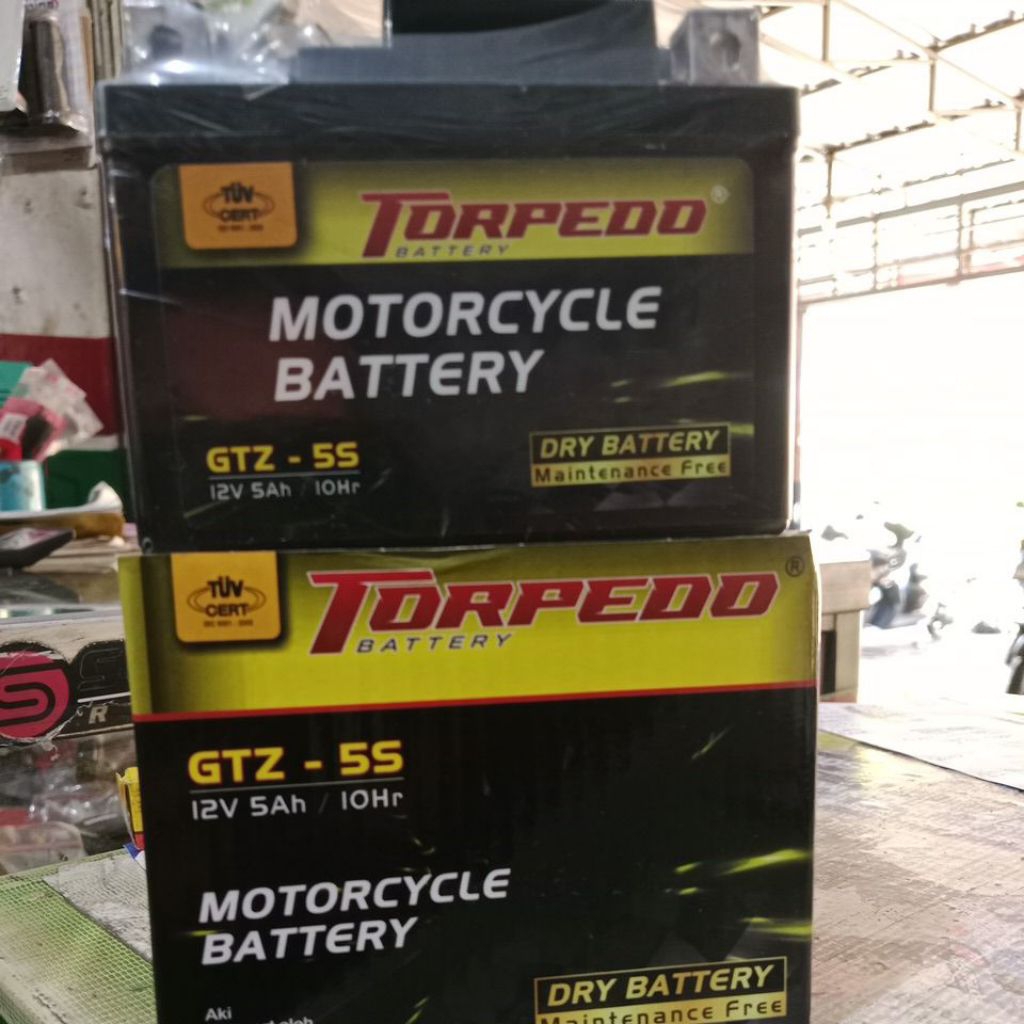 TÜV
CERT
TORPEDO ®
BATTERY
MOTORCYCLE
BATTERY
GTZ - 5S
12V 5Ah / 10Hr
DRY BATTERY
Maintenance Free
TÜV
CERT
TORPEDO ®
BATTERY
GTZ - 5S
12V 5Ah / 10Hr
MOTORCYCLE
BATTERY
Aki
DRY BATTERY
Maintenance Free
S
R